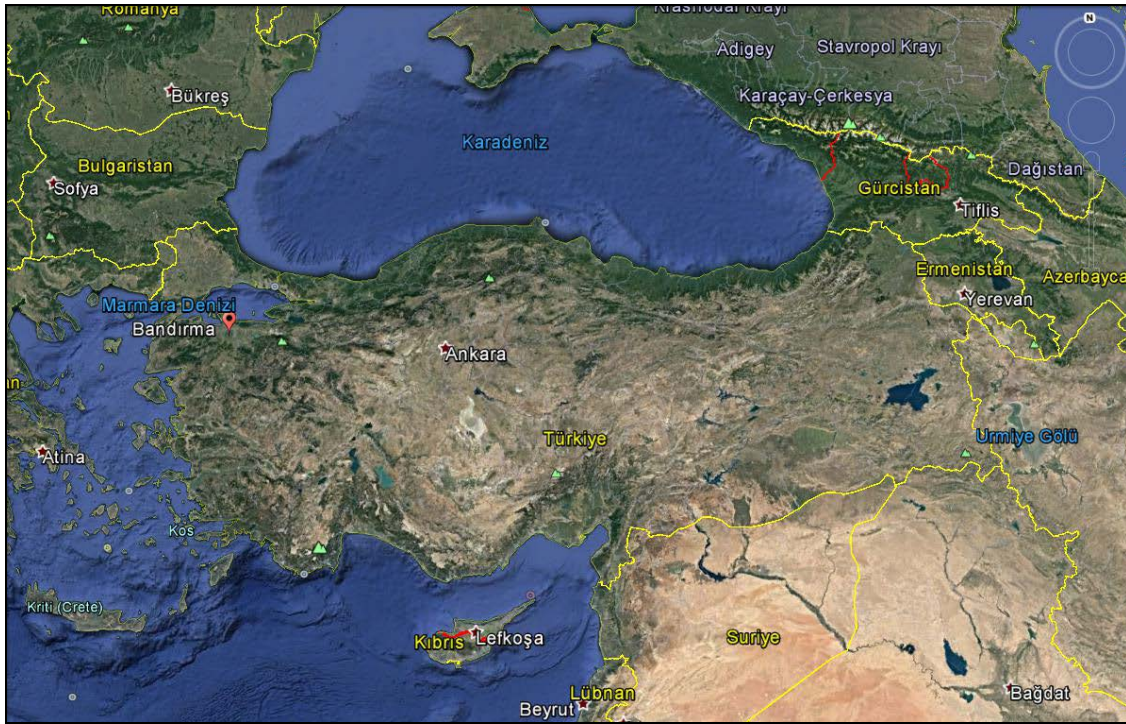 Romanya
Krasnodar Krayı
Adigey
Stavropol Krayı
Bükreş
Karaçay-Çerkesya
Karadeniz
Bulgaristan
Dağıstan
Sofya
Gürcistan
Tiflis
Ermenistan
Azerbayca
Marmara Denizi
Yerevan
Bandırma
Ankara
an
Türkiye
Urmiye Gölü
Atina
Kos
Kriti (Crete)
Kıbrıs
Lefkoşa
Suriye
Lübnan
Bağdat
Beyrut
N